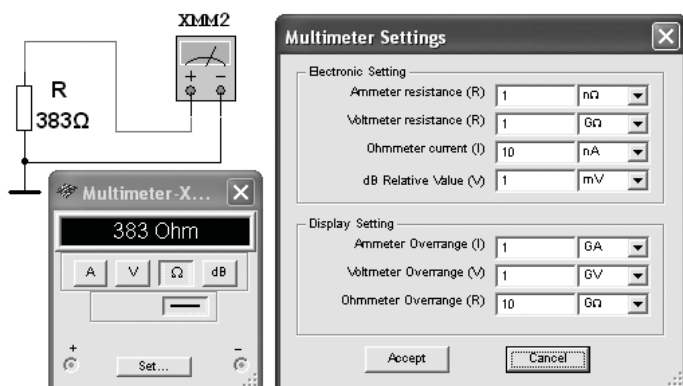 XMM2
+ −
R
383Ω
Multimeter-X...
383 Ohm
A V Ω dB
+ −
Set...
Multimeter Settings
Electronic Setting
Ammeter resistance (R) 1 nΩ
Voltmeter resistance (R) 1 GΩ
Ohmmeter current (I) 10 nA
dB Relative Value (V) 1 mV
Display Setting
Ammeter Overrange (I) 1 GA
Voltmeter Overrange (V) 1 GV
Ohmmeter Overrange (R) 10 GΩ
Accept Cancel